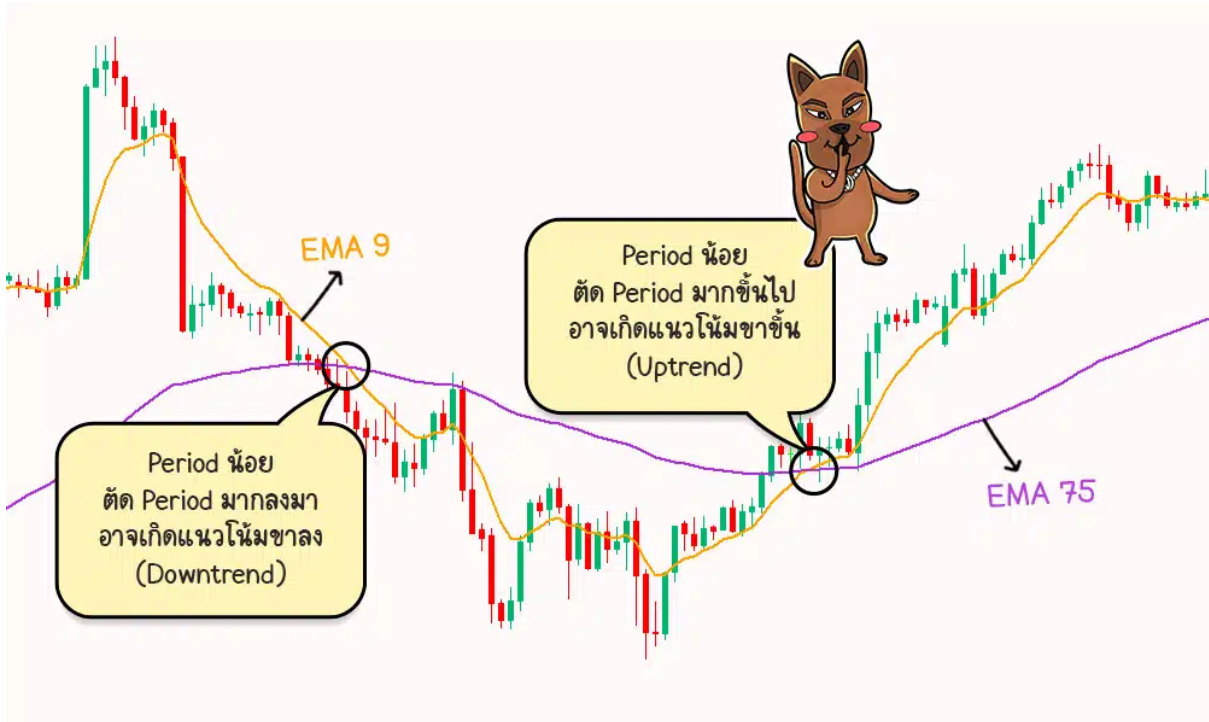 EMA 9
Period น้อย
ตัด Period มากขึ้นไป
อาจเกิดแนวโน้มขาขึ้น
(Uptrend)
Period น้อย
ตัด Period มากลงมา
อาจเกิดแนวโน้มขาลง
(Downtrend)
EMA 75